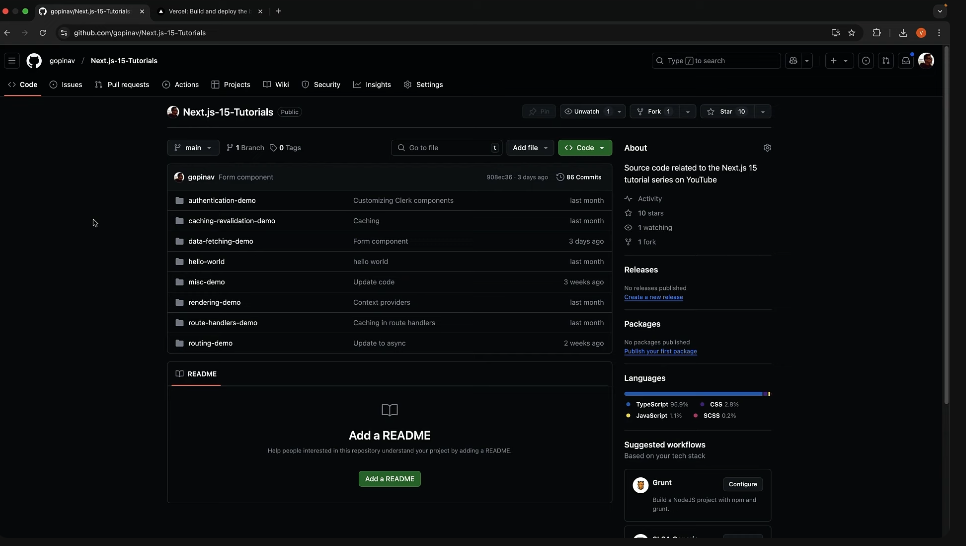 gopinav/Next.js-15-Tutorials
Vercel: Build and deploy the
github.com/gopinav/Next.js-15-Tutorials
V
gopinav / Next.js-15-Tutorials
Type / to search
Code
Issues
Pull requests
Actions
Projects
Wiki
Security
Insights
Settings
Next.js-15-Tutorials Public
Pin
Unwatch 1
Fork 1
Star 10
main
1 Branch
0 Tags
Go to file t
Add file
Code
gopinav Form component 908ec36 · 3 days ago 86 Commits
authentication-demo Customizing Clerk components last month
caching-revalidation-demo Caching last month
data-fetching-demo Form component 3 days ago
hello-world hello world last month
misc-demo Update code 3 weeks ago
rendering-demo Context providers last month
route-handlers-demo Caching in route handlers last month
routing-demo Update to async 2 weeks ago
README
Add a README
Help people interested in this repository understand your project by adding a README.
Add a README
About
Source code related to the Next.js 15
tutorial series on YouTube
Activity
10 stars
1 watching
1 fork
Releases
No releases published
Create a new release
Packages
No packages published
Publish your first package
Languages
TypeScript 95.9% CSS 2.8%
JavaScript 1.1% SCSS 0.2%
Suggested workflows
Based on your tech stack
Grunt Configure
Build a NodeJS project with npm and
grunt.